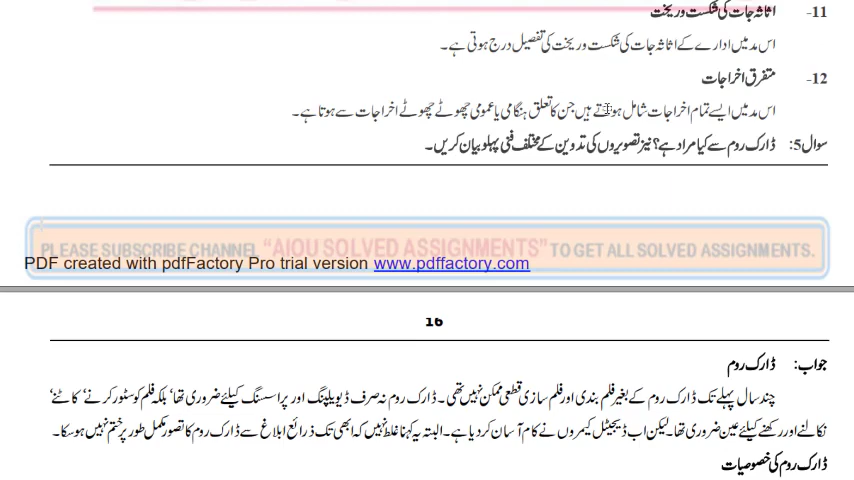 11- اثاثہ جات کی شکست و ریخت
اس مد میں ادارے کے اثاثہ جات کی شکست و ریخت کی تفصیل درج ہوتی ہے۔
12- متفرق اخراجات
اس مد میں ایسے تمام اخراجات شامل ہوتے ہیں جن کا تعلق ہنگامی یا عمومی چھوٹے چھوٹے اخراجات سے ہوتا ہے۔
سوال 5: ڈارک روم سے کیا مراد ہے؟ نیز تصویروں کی تدوین کے مختلف فنی پہلو بیان کریں۔
PLEASE SUBSCRIBE CHANNEL “AIOU SOLVED ASSIGNMENTS” TO GET ALL SOLVED ASSIGNMENTS.
PDF created with pdfFactory Pro trial version www.pdffactory.com
16
جواب: ڈارک روم
چند سال پہلے تک ڈارک روم کے بغیر فلم بندی اور فلم سازی قطعی ممکن نہیں تھی۔ ڈارک روم نہ صرف ڈیویلپنگ اور پراسسنگ کیلئے ضروری تھا‘ بلکہ فلم کو سٹور کرنے‘ کاٹنے‘
نکالنے اور رکھنے کیلئے عین ضروری تھا۔ لیکن اب ڈیجیٹل کیمروں نے کام آسان کر دیا ہے۔ البتہ یہ کہنا غلط نہیں کہ ابھی تک ذرائع ابلاغ سے ڈارک روم کا تصور مکمل طور پر ختم نہیں ہو سکا۔
ڈارک روم کی خصوصیات